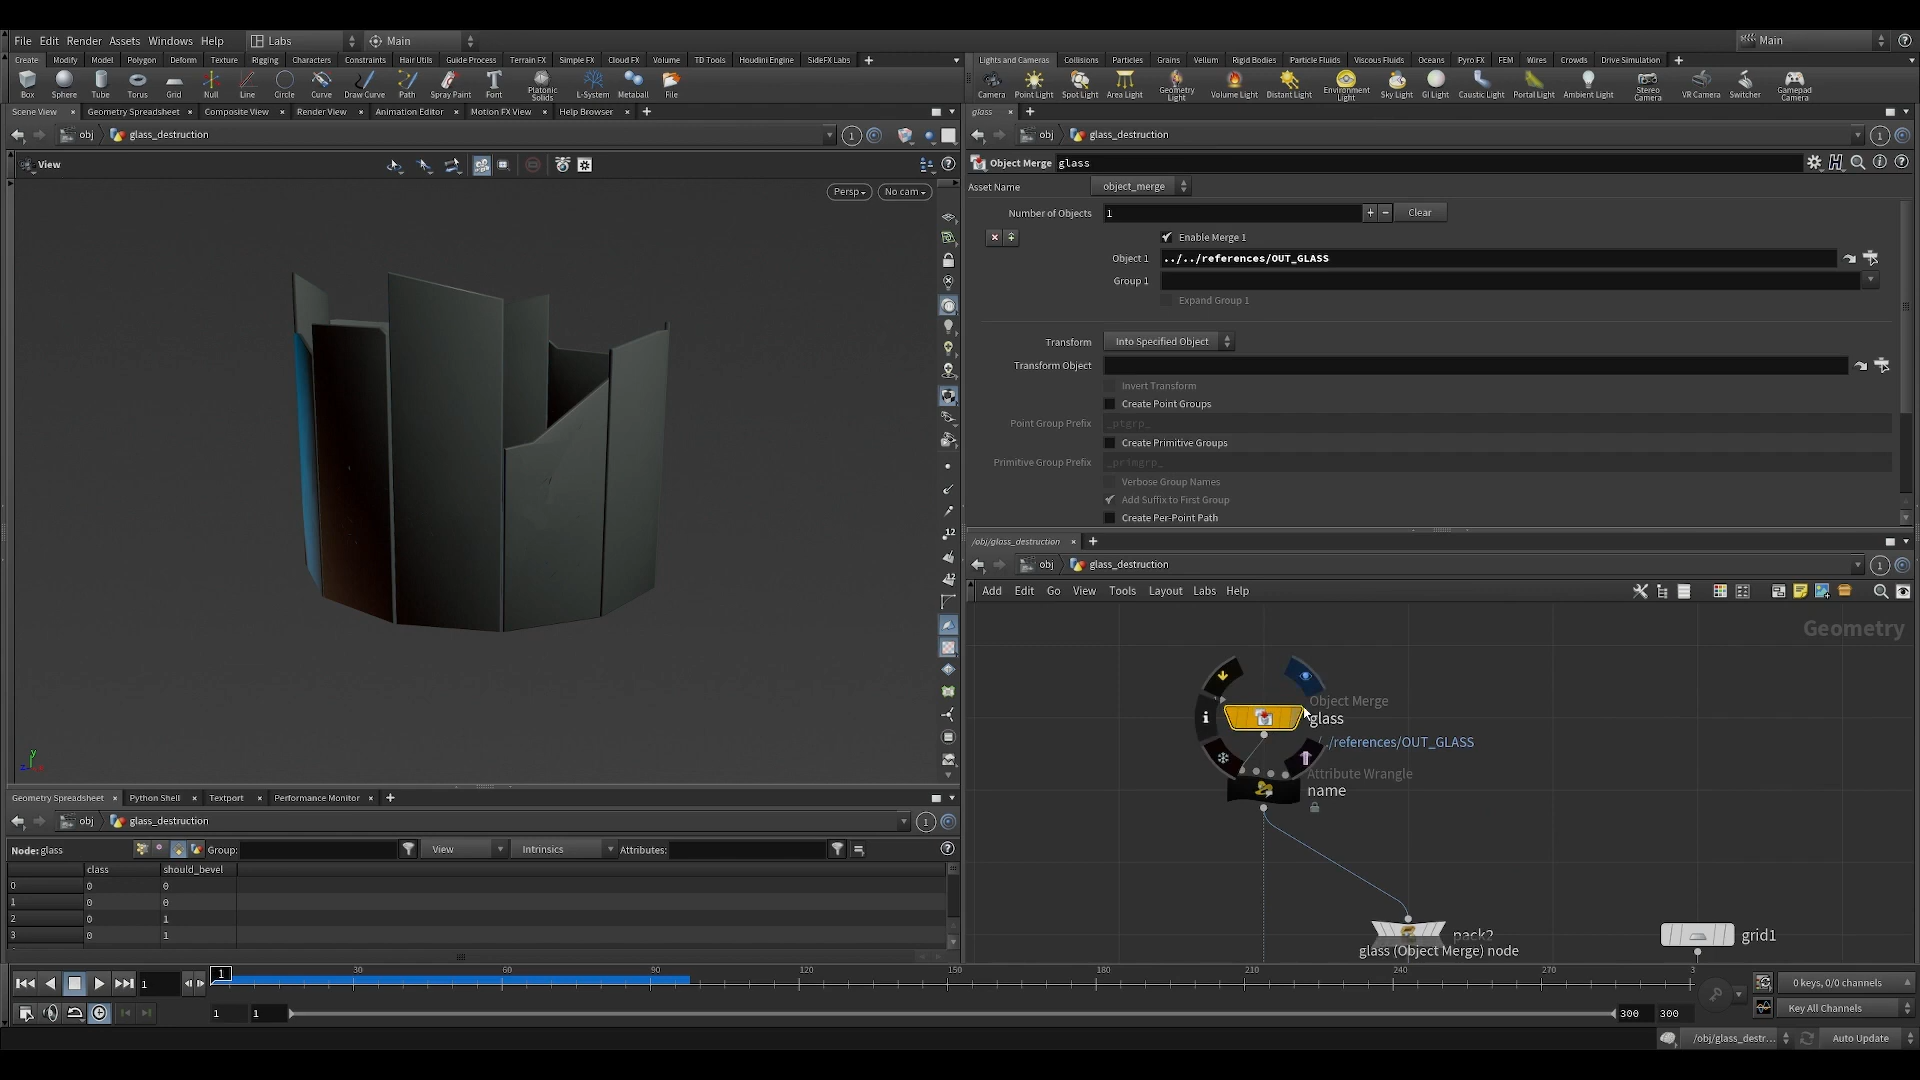 File Edit Render Assets Windows Help Labs Main Main
Create Modify Model Polygon Deform Texture Rigging Characters Constraints Hair Utils Guide Process Terrain FX Simple FX Cloud FX Volume TD Tools Houdini Engine SideFX Labs
Lights and Cameras Collisions Particles Grains Vellum Rigid Bodies Particle Fluids Viscous Fluids Oceans Pyro FX FEM Wires Crowds Drive Simulation
Box Sphere Tube Torus Grid Null Line Circle Curve Draw Curve Path Spray Paint Font Platonic Solids L-System Metaball File
Camera Point Light Spot Light Area Light Geometry Light Volume Light Distant Light Environment Light Sky Light GI Light Caustic Light Portal Light Ambient Light Stereo Camera VR Camera Switcher Gamepad Camera
Scene View Geometry Spreadsheet Composite View Render View Animation Editor Motion FX View Help Browser
obj glass_destruction 1
View
Persp No cam
12
12
glass
obj glass_destruction 1
Object Merge glass
Asset Name object_merge
Number of Objects 1 Clear
Enable Merge 1
Object 1 ../../references/OUT_GLASS
Group 1
Expand Group 1
Transform Into Specified Object
Transform Object
Invert Transform
Create Point Groups
Point Group Prefix _ptgrp_
Create Primitive Groups
Primitive Group Prefix _primgrp_
Verbose Group Names
Add Suffix to First Group
Create Per-Point Path
/obj/glass_destruction
obj glass_destruction 1
Add Edit Go View Tools Layout Labs Help
Geometry
Object Merge
glass
/references/OUT_GLASS
Attribute Wrangle
name
pack2
glass (Object Merge) node
grid1
y
z
Geometry Spreadsheet Python Shell Textport Performance Monitor
obj glass_destruction 1
Node: glass Group: View Intrinsics Attributes:
class should_bevel
0 0 0
1 0 0
2 0 1
3 0 1
1 1 30 60 90 120 150 180 210 240 270 3
0 keys, 0/0 channels
1 1 300 300 Key All Channels
/obj/glass_destr... Auto Update